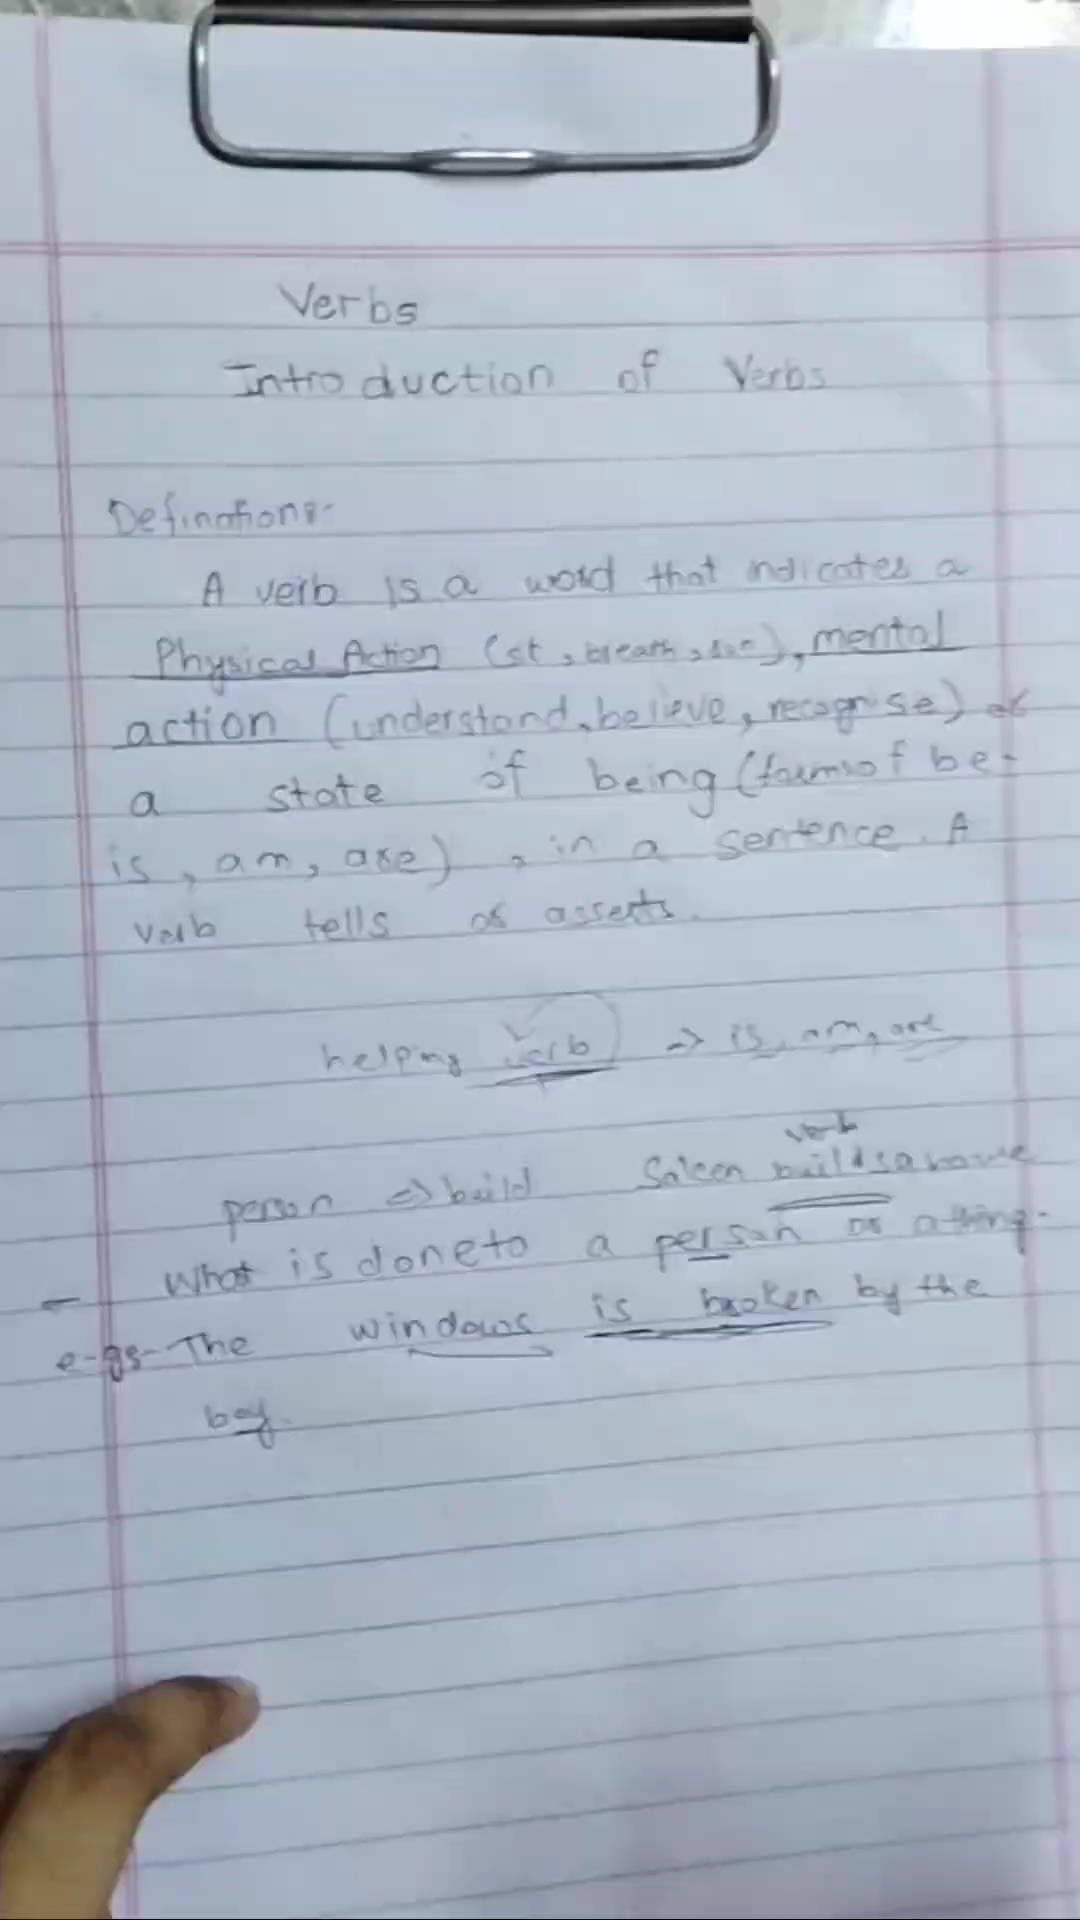 Verbs
Introduction of Verbs
Defination:-
A verb is a word that indicates a
Physical Action (sit, breath, run), mental
action (understand, believe, recognise) or
a state of being (forms of be-
is, am, are), in a sentence. A
verb tells or asserts.
helping verb → is, am, are
verb
person => build Saleen builds a house
What is done to a person or a thing.
e-g:- The windows is broken by the
boy.